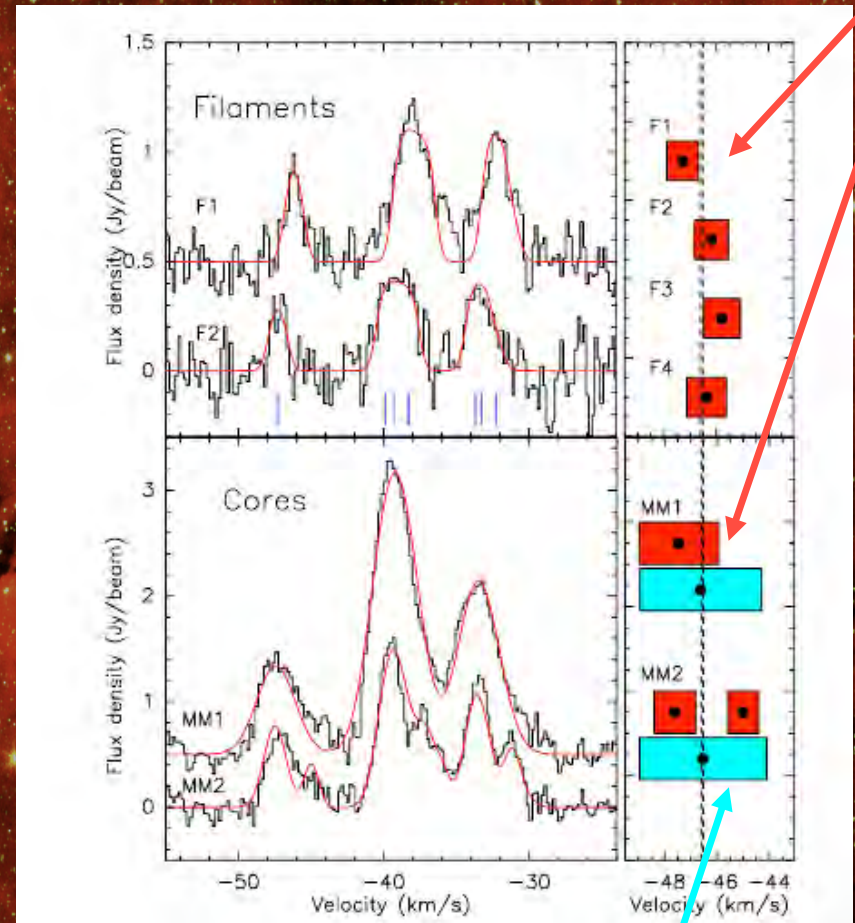 1.5
Filaments
F1
1
F1
F2
0.5
F3
F2
F4
0
Flux density (Jy/beam)
3
Cores
MM1
2
MM2
1
MM1
MM2
0
Flux density (Jy/beam)
−50 −40 −30
−48 −46 −44
Velocity (km/s)
Velocity (km/s)